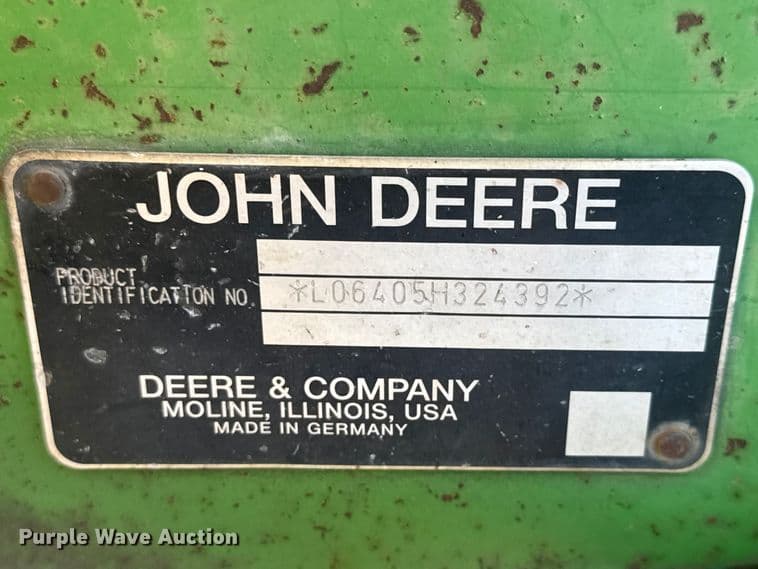 JOHN DEERE
PRODUCT
IDENTIFICATION NO.
*L06405H324392*
DEERE & COMPANY
MOLINE, ILLINOIS, USA
MADE IN GERMANY
Purple Wave Auction